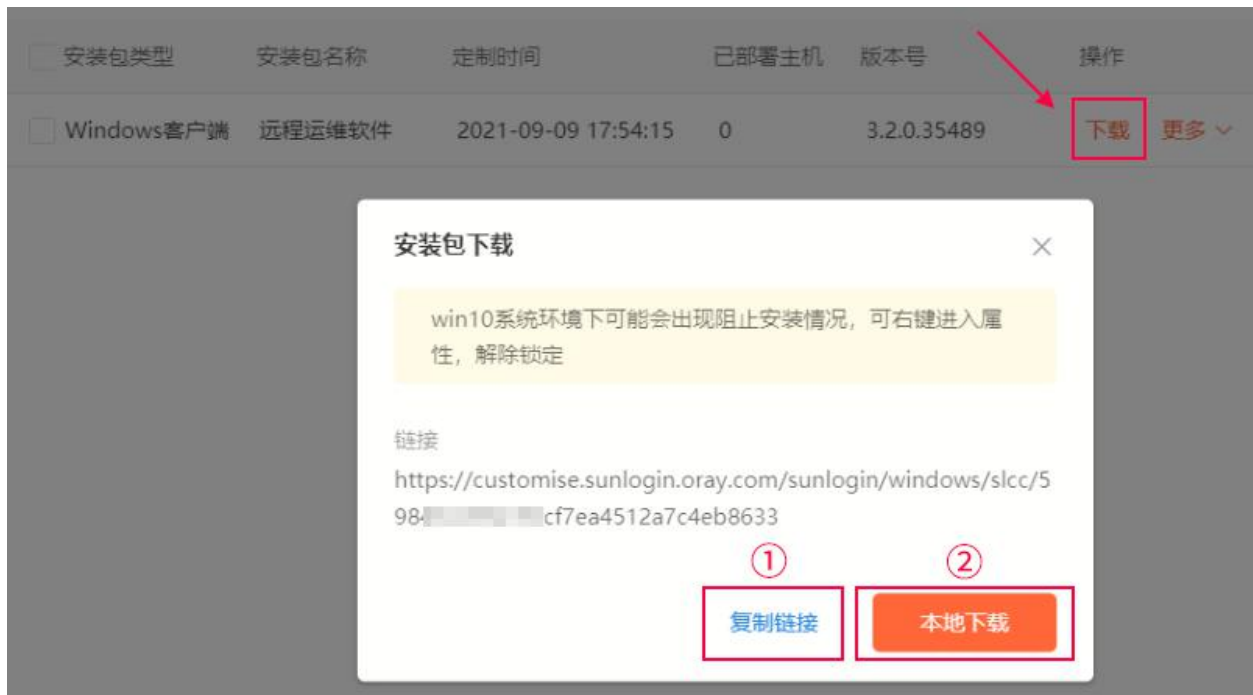 安装包类型 安装包名称 定制时间 已部署主机 版本号 操作
Windows客户端 远程运维软件 2021-09-09 17:54:15 0 3.2.0.35489 下载 更多
安装包下载
win10系统环境下可能会出现阻止安装情况，可右键进入属
性，解除锁定
链接
https://customise.sunlogin.oray.com/sunlogin/windows/slcc/5
984 cf7ea4512a7c4eb8633
① ②
复制链接 本地下载